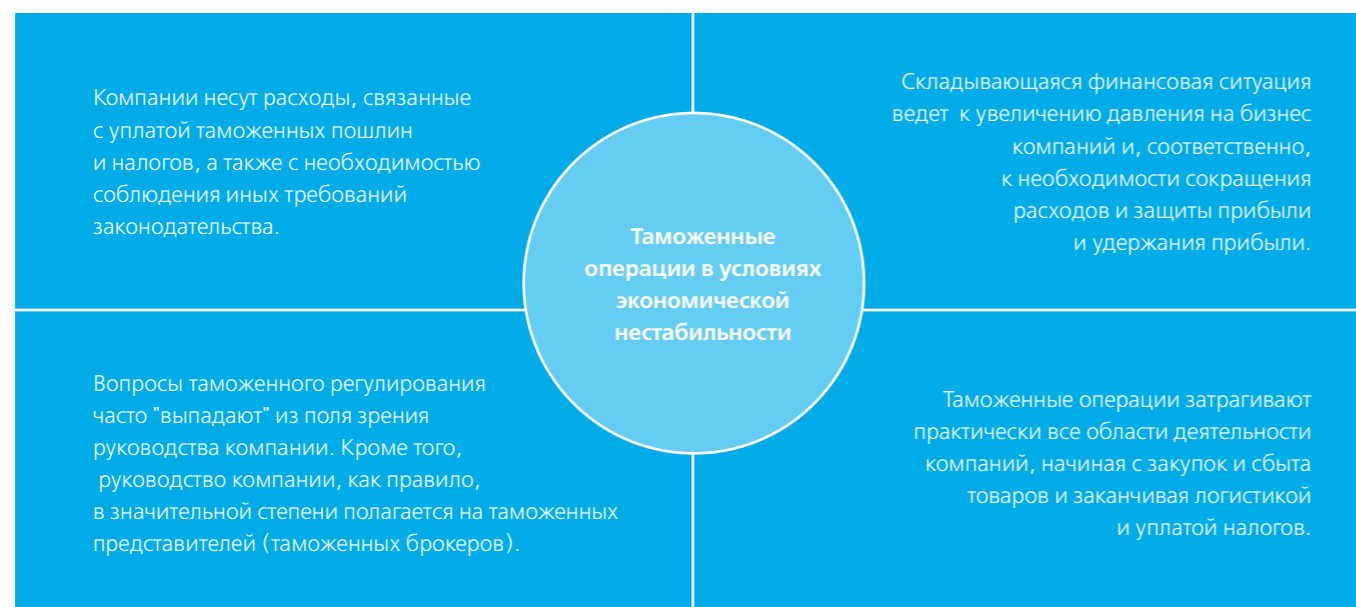 Компании несут расходы, связанные
с уплатой таможенных пошлин
и налогов, а также с необходимостью
соблюдения иных требований
законодательства.
Складывающаяся финансовая ситуация
ведет к увеличению давления на бизнес
компаний и, соответственно,
к необходимости сокращения
расходов и защиты прибыли
и удержания прибыли.
Таможенные
операции в условиях
экономической
нестабильности
Вопросы таможенного регулирования
часто "выпадают" из поля зрения
руководства компании. Кроме того,
руководство компании, как правило,
в значительной степени полагается на таможенных
представителей (таможенных брокеров).
Таможенные операции затрагивают
практически все области деятельности
компаний, начиная с закупок и сбыта
товаров и заканчивая логистикой
и уплатой налогов.